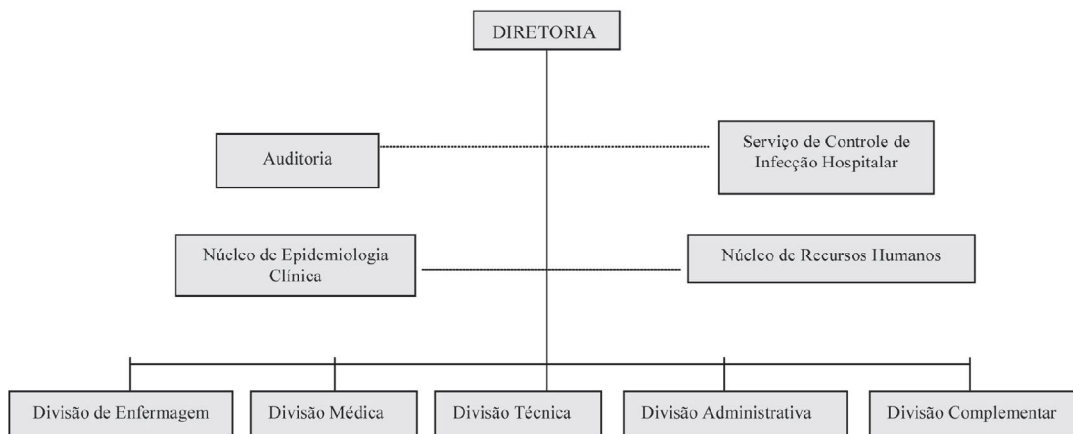 DIRETORIA
Auditoria
Serviço de Controle de
Infecção Hospitalar
Núcleo de Epidemiologia
Clínica
Núcleo de Recursos Humanos
Divisão de Enfermagem
Divisão Médica
Divisão Técnica
Divisão Administrativa
Divisão Complementar